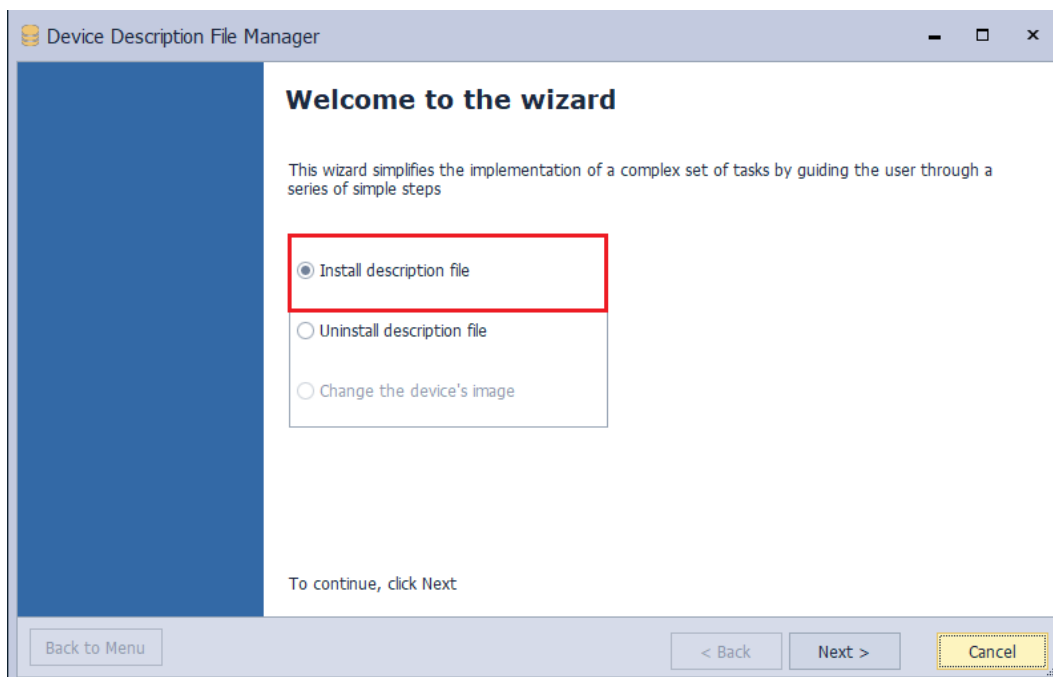 Device Description File Manager
Welcome to the wizard
This wizard simplifies the implementation of a complex set of tasks by guiding the user through a
series of simple steps
Install description file
Uninstall description file
Change the device's image
To continue, click Next
Back to Menu
< Back
Next >
Cancel